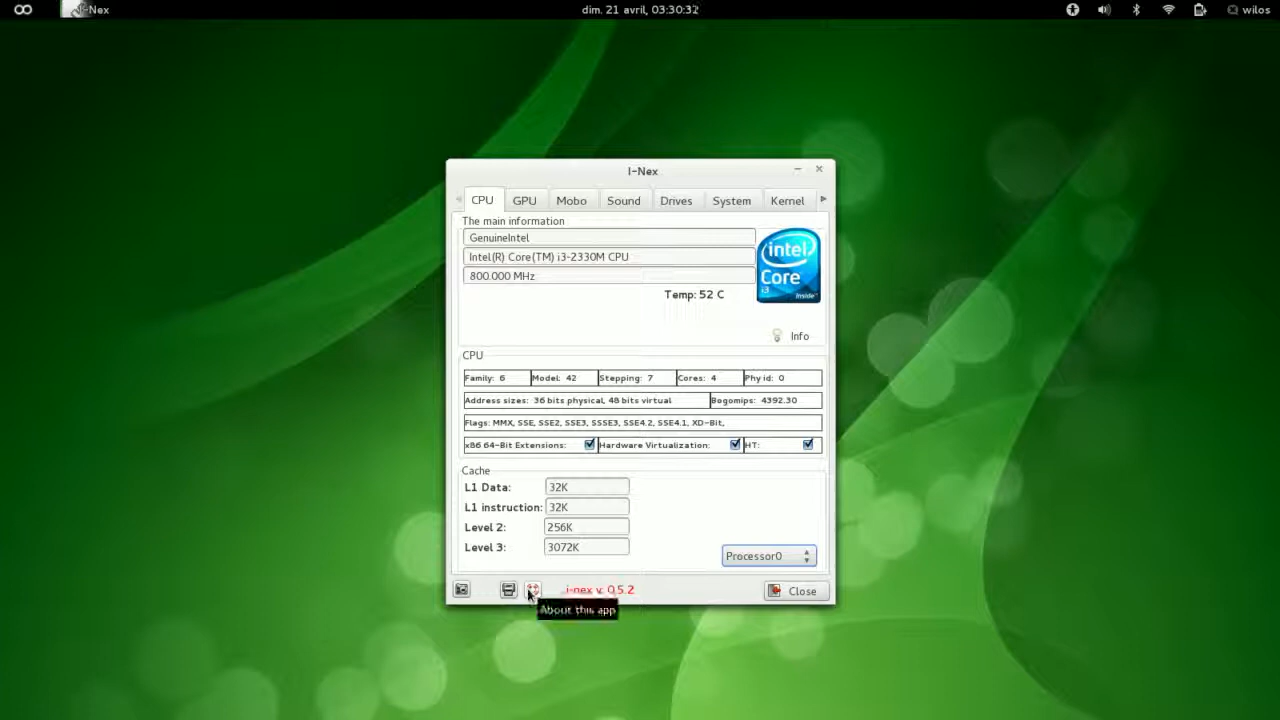 I-Nex
dim. 21 avril, 03:30:32
wilos
I-Nex
CPU GPU Mobo Sound Drives System Kernel
The main information
GenuineIntel
Intel(R) Core(TM) i3-2330M CPU
800.000 MHz
intel
Core
i3
inside™
Temp: 52 C
Info
CPU
Family: 6 Model: 42 Stepping: 7 Cores: 4 Phy id: 0
Address sizes: 36 bits physical, 48 bits virtual Bogomips: 4392.30
Flags: MMX, SSE, SSE2, SSE3, SSSE3, SSE4.2, SSE4.1, XD-Bit,
x86 64-Bit Extensions: Hardware Virtualization: HT:
Cache
L1 Data: 32K
L1 instruction: 32K
Level 2: 256K
Level 3: 3072K
Processor0
i-nex v: 0.5.2
Close
About this app